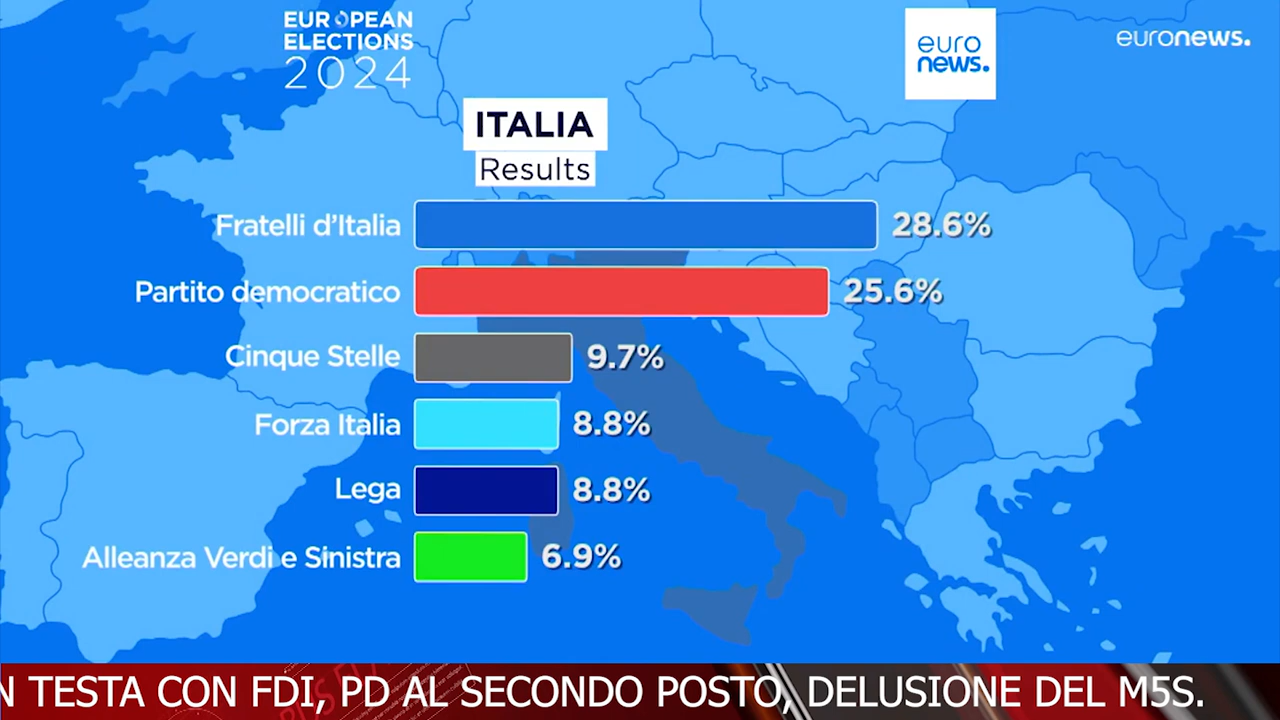 EUROPEAN
ELECTIONS
2024
euro
news.
euronews.
ITALIA
Results
Fratelli d'Italia 28.6%
Partito democratico 25.6%
Cinque Stelle 9.7%
Forza Italia 8.8%
Lega 8.8%
Alleanza Verdi e Sinistra 6.9%
N TESTA CON FDI, PD AL SECONDO POSTO, DELUSIONE DEL M5S.